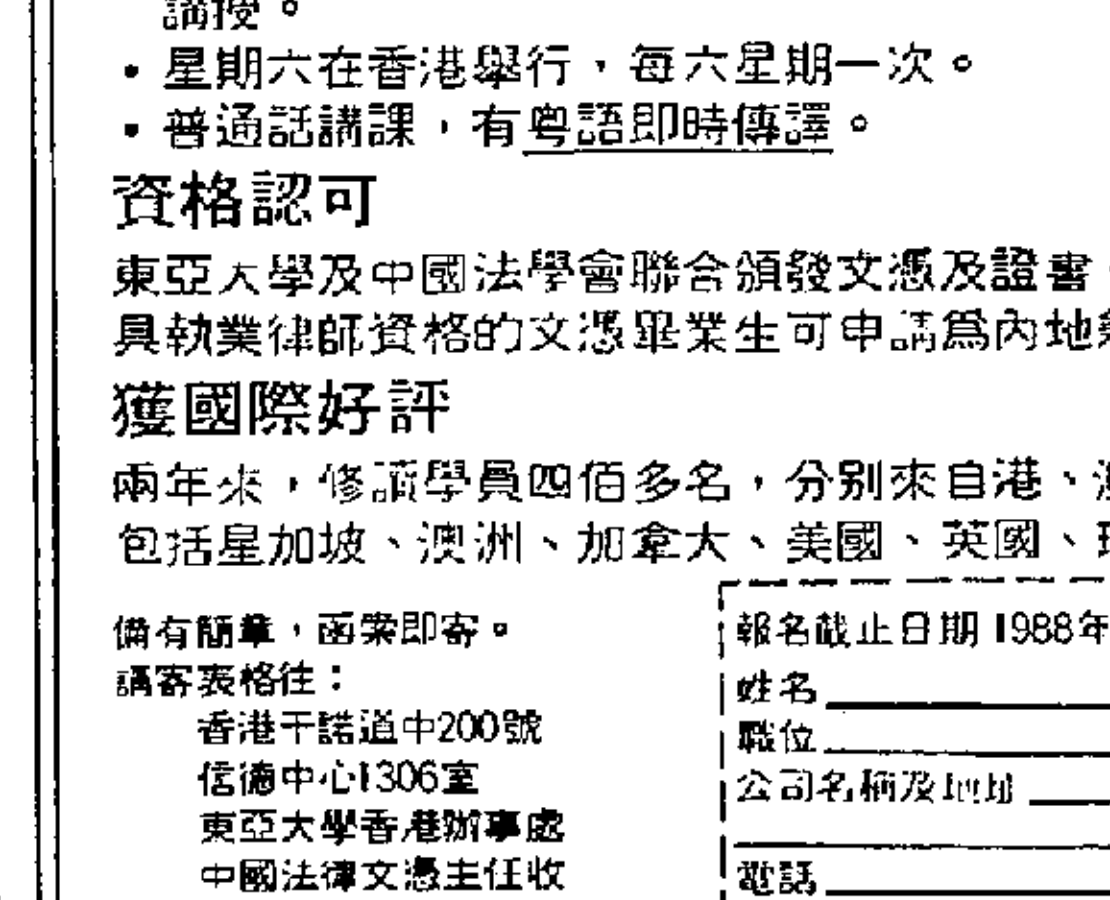 講授。
• 星期六在香港舉行，每六星期一次。
• 普通話講課，有粵語即時傳譯。
資格認可
東亞大學及中國法學會聯合頒發文憑及證書
具執業律師資格的文憑畢業生可申請爲內地
獲國際好評
兩年來，修讀學員四佰多名，分別來自港、
包括星加坡、澳洲、加拿大、美國、英國、
備有簡章，函索即寄。
請寄表格往：
香港干諾道中200號
信德中心1306室
東亞大學香港辦事處
中國法律文憑主任收
報名截止日期1988年
姓名
職位
公司名稱及地址
電話